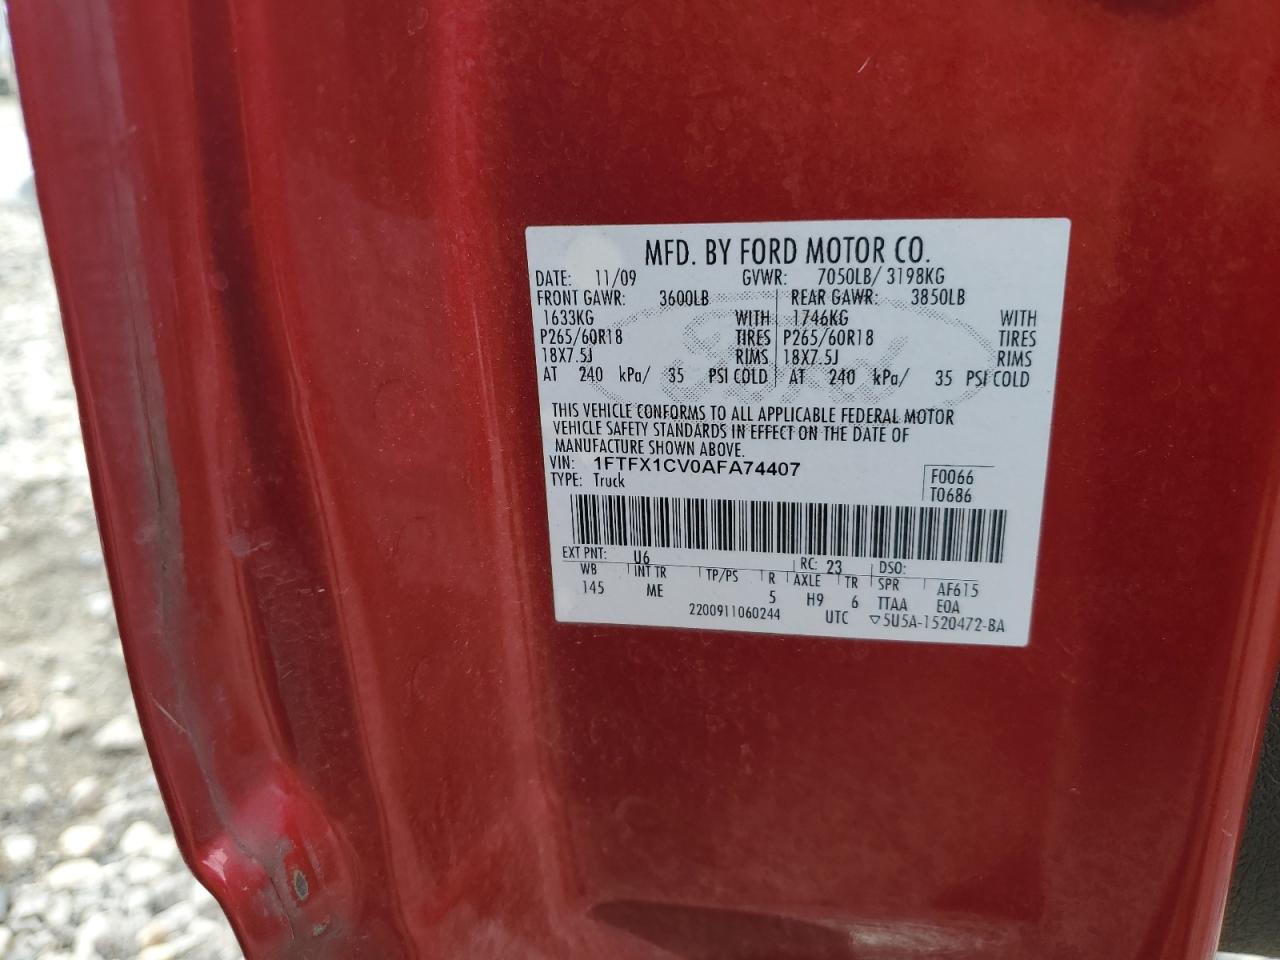 MFD. BY FORD MOTOR CO.
DATE: 11/09 GVWR: 7050LB/ 3198KG
FRONT GAWR: 3600LB REAR GAWR: 3850LB
1633KG WITH 1746KG WITH
P265/60R18 TIRES P265/60R18 TIRES
18X7.5J RIMS 18X7.5J RIMS
AT 240 kPa/ 35 PSI COLD AT 240 kPa/ 35 PSI COLD
THIS VEHICLE CONFORMS TO ALL APPLICABLE FEDERAL MOTOR
VEHICLE SAFETY STANDARDS IN EFFECT ON THE DATE OF
MANUFACTURE SHOWN ABOVE.
VIN: 1FTFX1CV0AFA74407 F0066
TYPE: Truck T0686
EXT PNT: U6 RC: 23 DSO:
WB INT TR TP/PS R AXLE TR SPR AF615
145 ME 5 H9 6 TTAA E0A
2200911060244 UTC ▽5U5A-1520472-BA